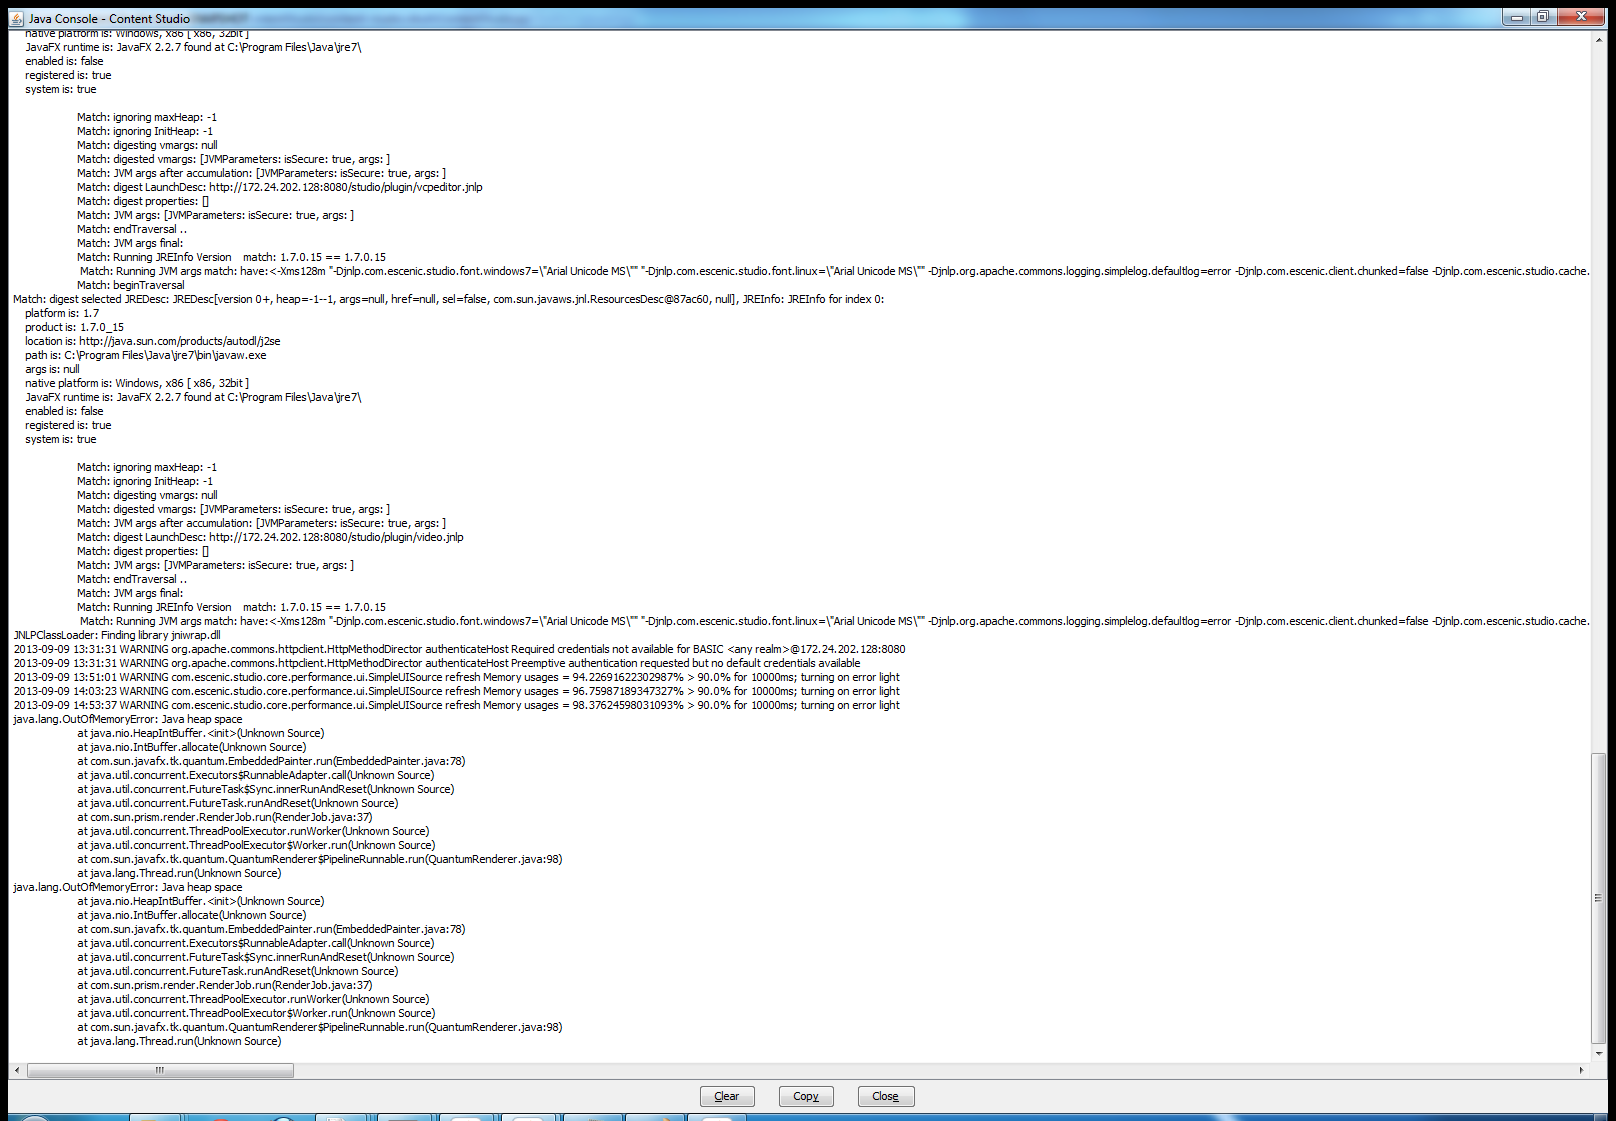 Java Console - Content Studio
native platform is: Windows, x86 [ x86, 32bit ]
JavaFX runtime is: JavaFX 2.2.7 found at C:\Program Files\Java\jre7\
enabled is: false
registered is: true
system is: true
Match: ignoring maxHeap: -1
Match: ignoring InitHeap: -1
Match: digesting vmargs: null
Match: digested vmargs: [JVMParameters: isSecure: true, args: ]
Match: JVM args after accumulation: [JVMParameters: isSecure: true, args: ]
Match: digest LaunchDesc: http://172.24.202.128:8080/studio/plugin/vcpeditor.jnlp
Match: digest properties: []
Match: JVM args: [JVMParameters: isSecure: true, args: ]
Match: endTraversal ..
Match: JVM args final:
Match: Running JREInfo Version    match: 1.7.0.15 == 1.7.0.15
Match: Running JVM args match: have:<-Xms128m "-Djnlp.com.escenic.studio.font.windows7=\"Arial Unicode MS\"" "-Djnlp.com.escenic.studio.font.linux=\"Arial Unicode MS\"" -Djnlp.org.apache.commons.logging.simplelog.defaultlog=error -Djnlp.com.escenic.client.chunked=false -Djnlp.com.escenic.studio.cache.
Match: beginTraversal
Match: digest selected JREDesc: JREDesc[version 0+, heap=-1--1, args=null, href=null, sel=false, com.sun.javaws.jnl.ResourcesDesc@87ac60, null], JREInfo: JREInfo for index 0:
platform is: 1.7
product is: 1.7.0_15
location is: http://java.sun.com/products/autodl/j2se
path is: C:\Program Files\Java\jre7\bin\javaw.exe
args is: null
native platform is: Windows, x86 [ x86, 32bit ]
JavaFX runtime is: JavaFX 2.2.7 found at C:\Program Files\Java\jre7\
enabled is: false
registered is: true
system is: true
Match: ignoring maxHeap: -1
Match: ignoring InitHeap: -1
Match: digesting vmargs: null
Match: digested vmargs: [JVMParameters: isSecure: true, args: ]
Match: JVM args after accumulation: [JVMParameters: isSecure: true, args: ]
Match: digest LaunchDesc: http://172.24.202.128:8080/studio/plugin/video.jnlp
Match: digest properties: []
Match: JVM args: [JVMParameters: isSecure: true, args: ]
Match: endTraversal ..
Match: JVM args final:
Match: Running JREInfo Version    match: 1.7.0.15 == 1.7.0.15
Match: Running JVM args match: have:<-Xms128m "-Djnlp.com.escenic.studio.font.windows7=\"Arial Unicode MS\"" "-Djnlp.com.escenic.studio.font.linux=\"Arial Unicode MS\"" -Djnlp.org.apache.commons.logging.simplelog.defaultlog=error -Djnlp.com.escenic.client.chunked=false -Djnlp.com.escenic.studio.cache.
JNLPClassLoader: Finding library jniwrap.dll
2013-09-09 13:31:31 WARNING org.apache.commons.httpclient.HttpMethodDirector authenticateHost Required credentials not available for BASIC <any realm>@172.24.202.128:8080
2013-09-09 13:31:31 WARNING org.apache.commons.httpclient.HttpMethodDirector authenticateHost Preemptive authentication requested but no default credentials available
2013-09-09 13:51:01 WARNING com.escenic.studio.core.performance.ui.SimpleUISource refresh Memory usages = 94.22691622302987% > 90.0% for 10000ms; turning on error light
2013-09-09 14:03:23 WARNING com.escenic.studio.core.performance.ui.SimpleUISource refresh Memory usages = 96.75987189347327% > 90.0% for 10000ms; turning on error light
2013-09-09 14:53:37 WARNING com.escenic.studio.core.performance.ui.SimpleUISource refresh Memory usages = 98.37624598031093% > 90.0% for 10000ms; turning on error light
java.lang.OutOfMemoryError: Java heap space
at java.nio.HeapIntBuffer.<init>(Unknown Source)
at java.nio.IntBuffer.allocate(Unknown Source)
at com.sun.javafx.tk.quantum.EmbeddedPainter.run(EmbeddedPainter.java:78)
at java.util.concurrent.Executors$RunnableAdapter.call(Unknown Source)
at java.util.concurrent.FutureTask$Sync.innerRunAndReset(Unknown Source)
at java.util.concurrent.FutureTask.runAndReset(Unknown Source)
at com.sun.prism.render.RenderJob.run(RenderJob.java:37)
at java.util.concurrent.ThreadPoolExecutor.runWorker(Unknown Source)
at java.util.concurrent.ThreadPoolExecutor$Worker.run(Unknown Source)
at com.sun.javafx.tk.quantum.QuantumRenderer$PipelineRunnable.run(QuantumRenderer.java:98)
at java.lang.Thread.run(Unknown Source)
java.lang.OutOfMemoryError: Java heap space
at java.nio.HeapIntBuffer.<init>(Unknown Source)
at java.nio.IntBuffer.allocate(Unknown Source)
at com.sun.javafx.tk.quantum.EmbeddedPainter.run(EmbeddedPainter.java:78)
at java.util.concurrent.Executors$RunnableAdapter.call(Unknown Source)
at java.util.concurrent.FutureTask$Sync.innerRunAndReset(Unknown Source)
at java.util.concurrent.FutureTask.runAndReset(Unknown Source)
at com.sun.prism.render.RenderJob.run(RenderJob.java:37)
at java.util.concurrent.ThreadPoolExecutor.runWorker(Unknown Source)
at java.util.concurrent.ThreadPoolExecutor$Worker.run(Unknown Source)
at com.sun.javafx.tk.quantum.QuantumRenderer$PipelineRunnable.run(QuantumRenderer.java:98)
at java.lang.Thread.run(Unknown Source)
Clear Copy Close